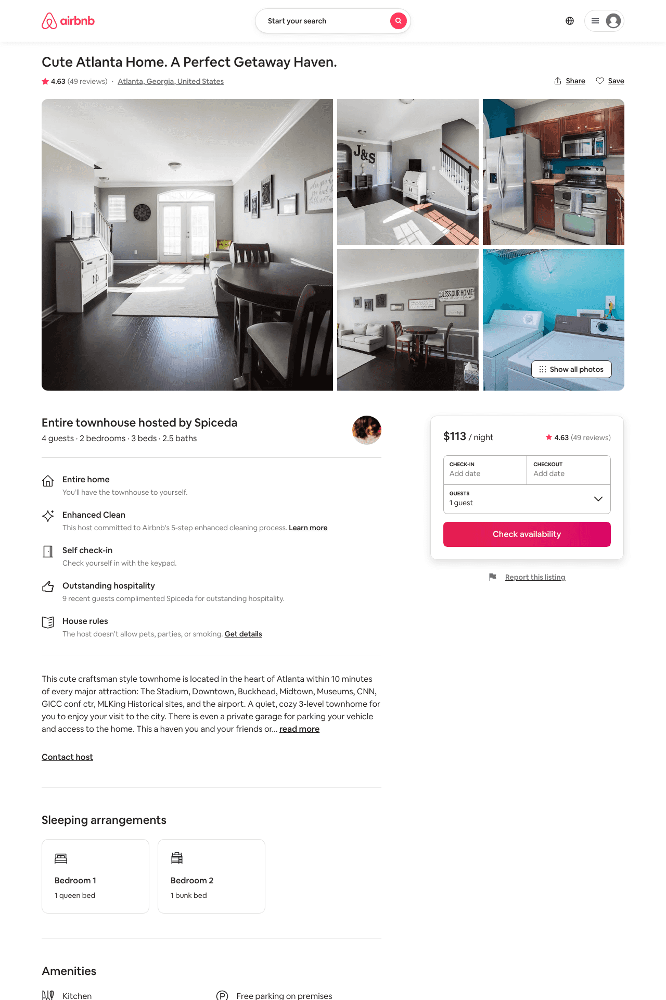 airbnb
Start your search
Cute Atlanta Home. A Perfect Getaway Haven.
4.63 (49 reviews) · Atlanta, Georgia, United States
Share
Save
J&S
BLESS OUR HOME
Show all photos
Entire townhouse hosted by Spiceda
4 guests · 2 bedrooms · 3 beds · 2.5 baths
Entire home
You’ll have the townhouse to yourself.
Enhanced Clean
This host committed to Airbnb's 5-step enhanced cleaning process. Learn more
Self check-in
Check yourself in with the keypad.
Outstanding hospitality
9 recent guests complimented Spiceda for outstanding hospitality.
House rules
The host doesn’t allow pets, parties, or smoking. Get details
This cute craftsman style townhome is located in the heart of Atlanta within 10 minutes
of every major attraction: The Stadium, Downtown, Buckhead, Midtown, Museums, CNN,
GICC conf ctr, MLKing Historical sites, and the airport. A quiet, cozy 3-level townhome for
you to enjoy your visit to the city. There is even a private garage for parking your vehicle
and access to the home. This a haven you and your friends or... read more
Contact host
Sleeping arrangements
Bedroom 1
1 queen bed
Bedroom 2
1 bunk bed
Amenities
Kitchen
Free parking on premises
$113 / night
4.63 (49 reviews)
CHECK-IN
Add date
CHECKOUT
Add date
GUESTS
1 guest
Check availability
Report this listing